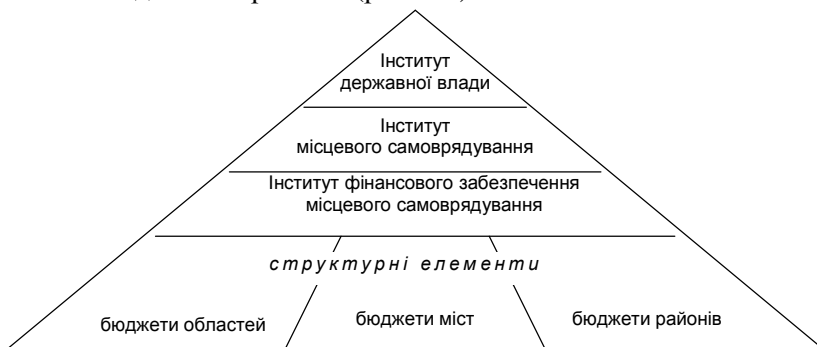 Інститут
державної влади
Інститут
місцевого самоврядування
Інститут фінансового забезпечення
місцевого самоврядування
структурні елементи
бюджети областей
бюджети міст
бюджети районів